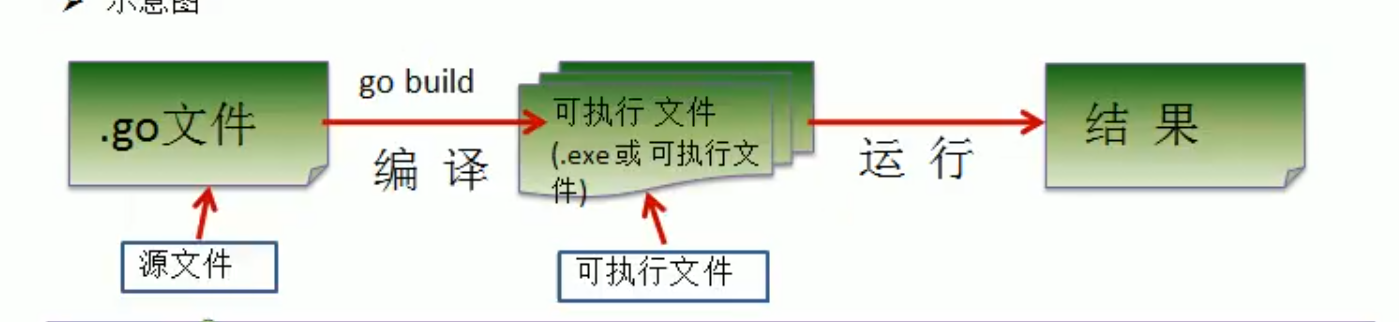 示意图
go build
.go文件
编 译
可执行 文件
(.exe或 可执行文
件)
运 行
结 果
源文件
可执行文件